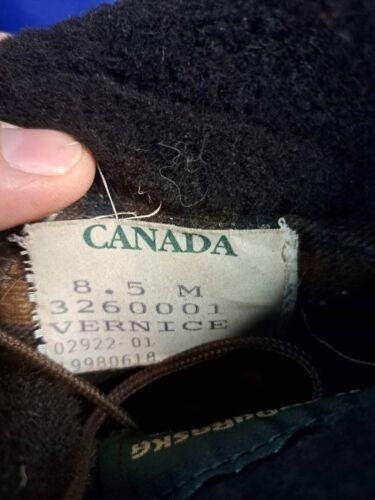 CANADA
8.5 M
3260001
VERNICE
02922-01
9980618